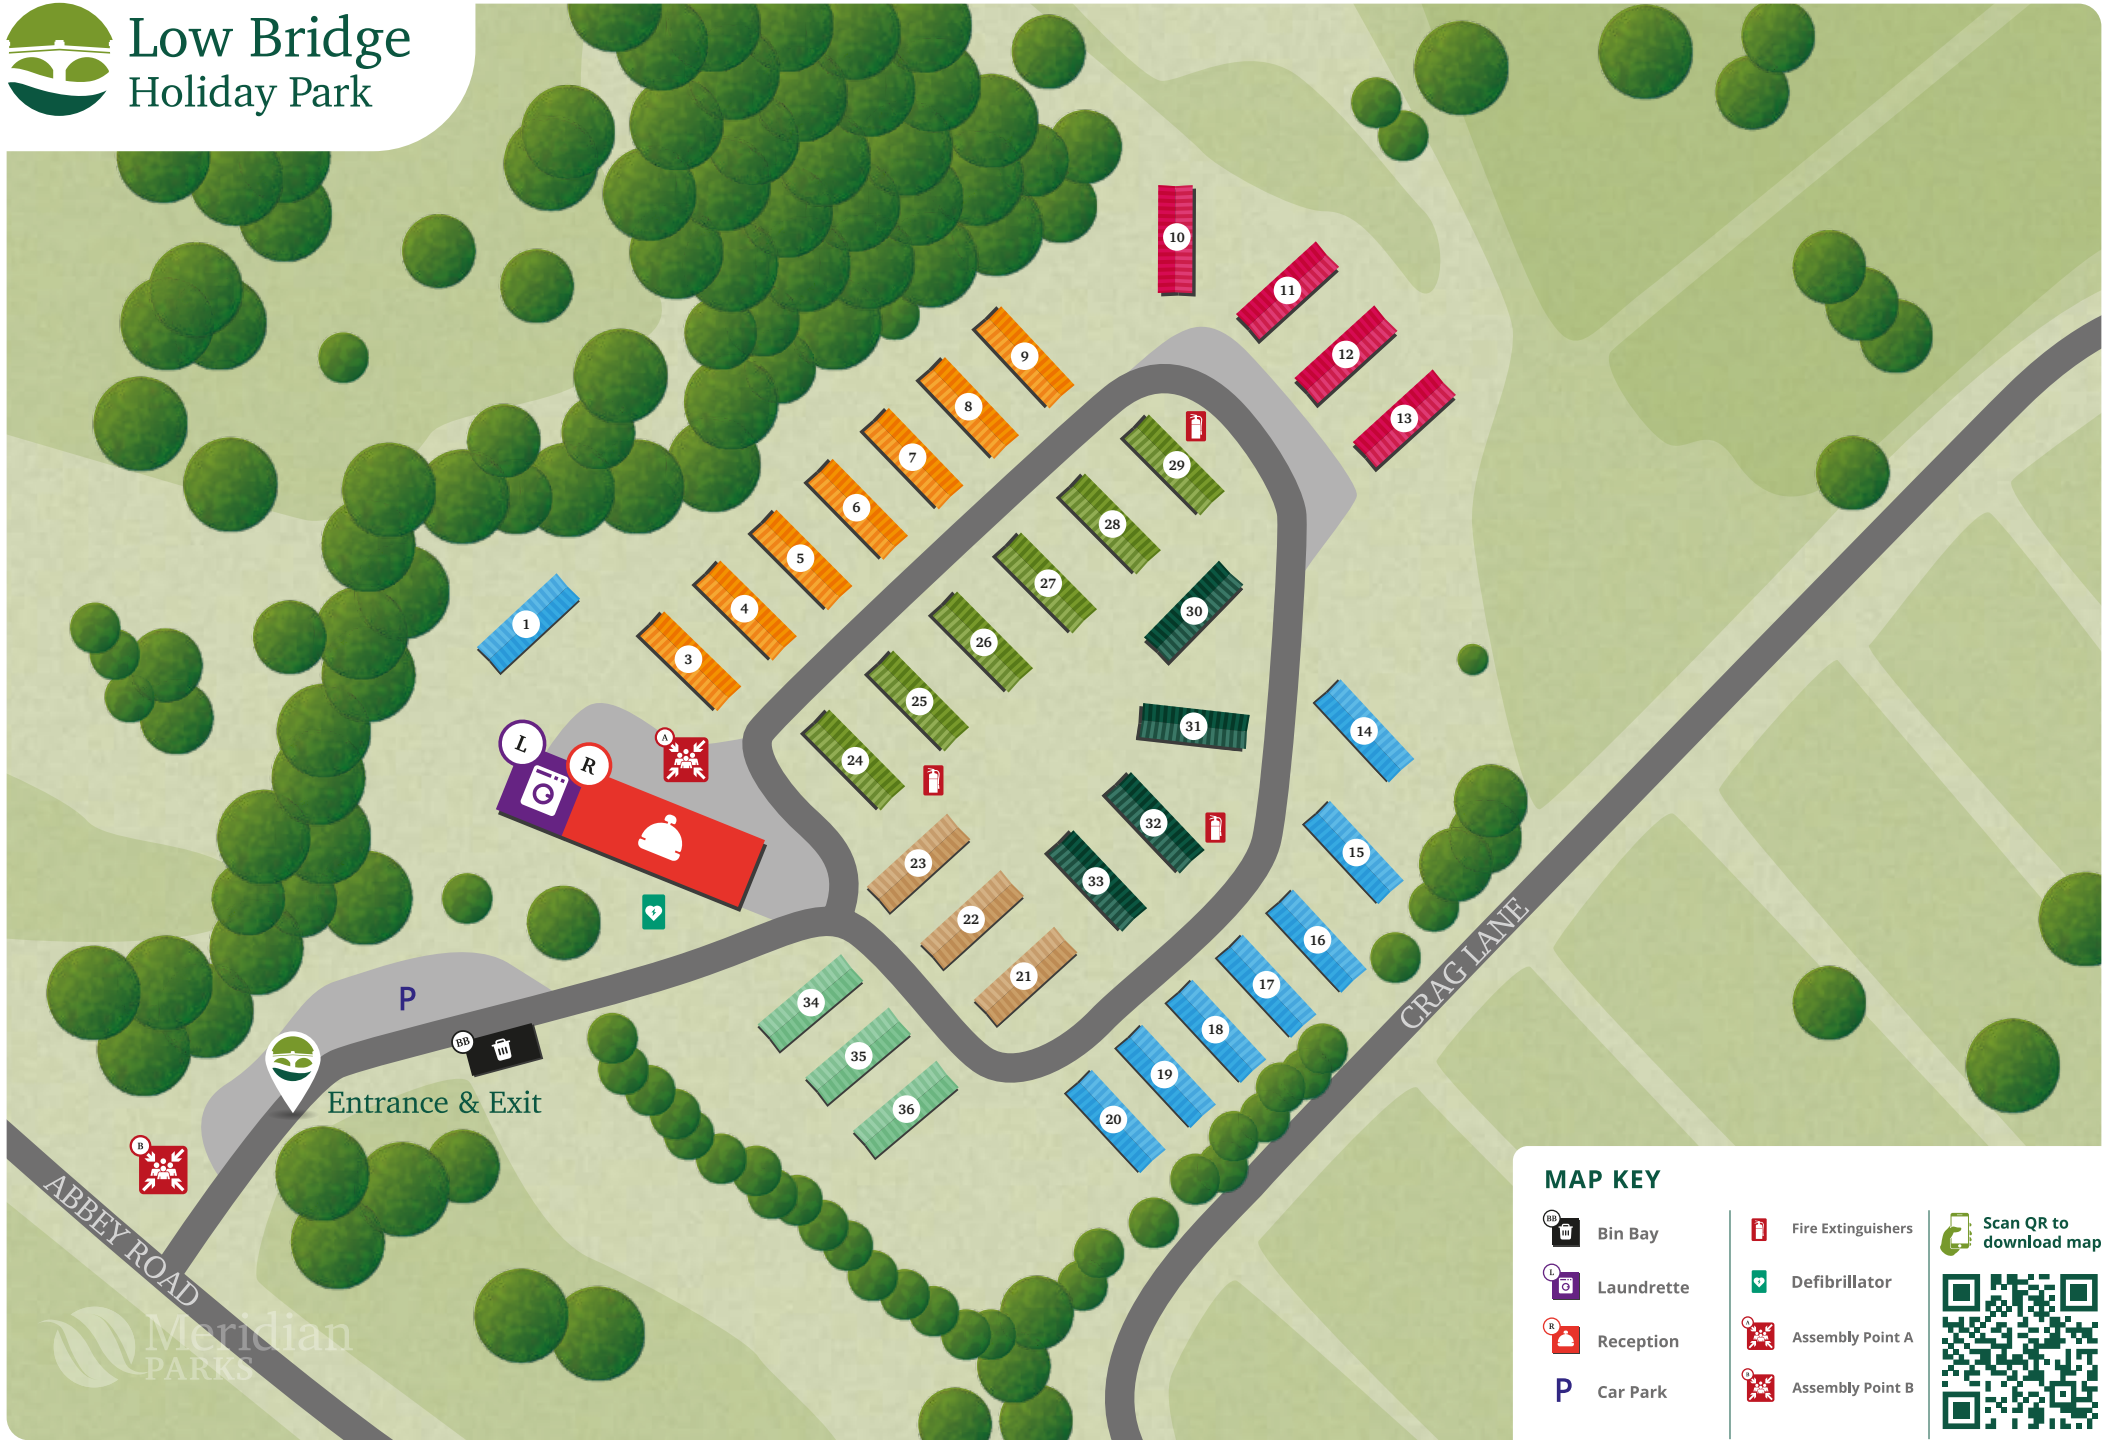 Low Bridge
Holiday Park
10
11
12
13
9
8
7
6
5
4
3
1
29
28
27
26
25
24
30
31
32
33
23
22
21
14
15
16
17
18
19
20
34
35
36
L
R
A
P
BB
Entrance & Exit
B
ABBEY ROAD
CRAG LANE
Meridian
PARKS
MAP KEY
BB Bin Bay
L Laundrette
R Reception
P Car Park
Fire Extinguishers
Defibrillator
A Assembly Point A
B Assembly Point B
Scan QR to
download map